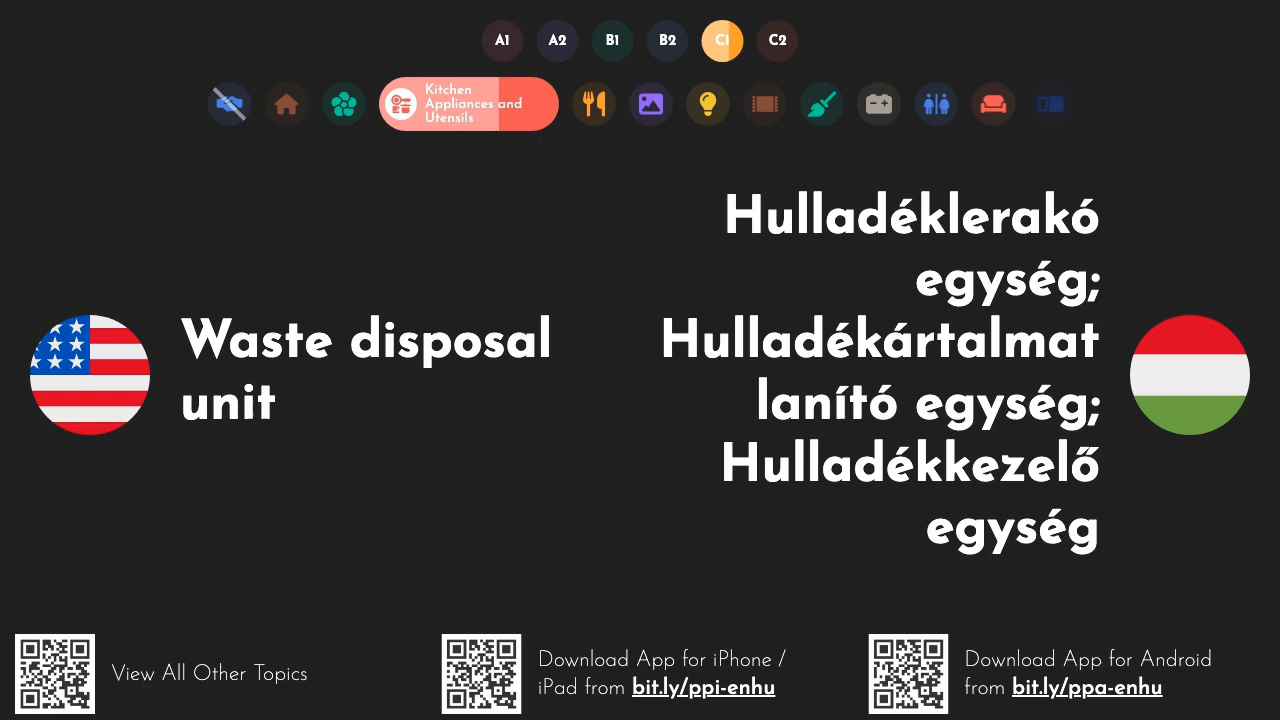 A1 A2 B1 B2 C1 C2
Kitchen
Appliances and
Utensils
Waste disposal
unit
Hulladéklerakó
egység;
Hulladékártalmat
lanító egység;
Hulladékkezelő
egység
View All Other Topics
Download App for iPhone /
iPad from bit.ly/ppi-enhu
Download App for Android
from bit.ly/ppa-enhu